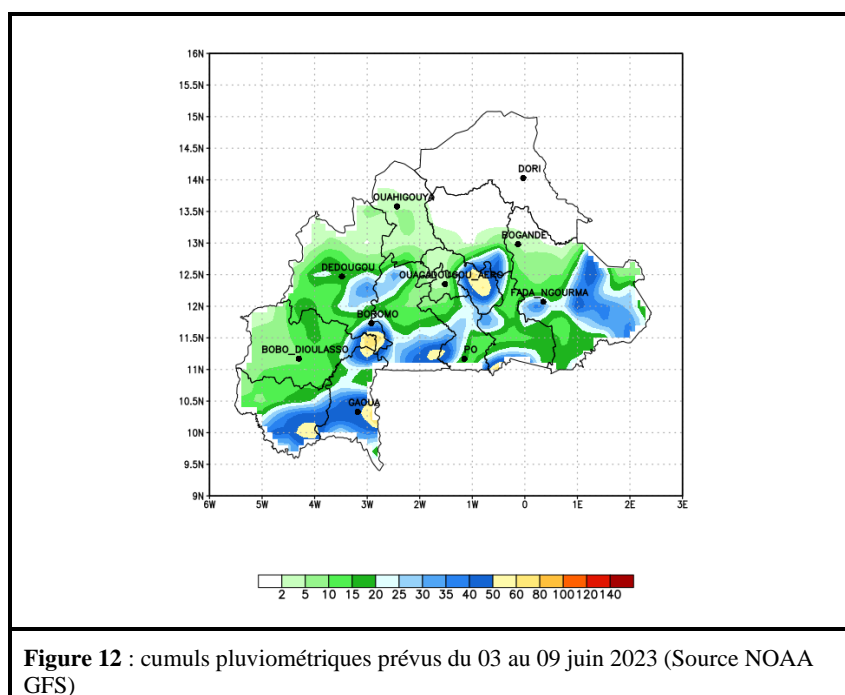 16N
15.5N
15N
14.5N
14N
13.5N
13N
12.5N
12N
11.5N
11N
10.5N
10N
9.5N
9N
6W 5W 4W 3W 2W 1W 0 1E 2E 3E
DORI
OUAHIGOUYA
BOGANDE
DEDOUGOU
OUAGADOUGOU_AERO
FADA_NGOURMA
BOROMO
BOBO_DIOULASSO
PO
GAOUA
2 5 10 15 20 25 30 35 40 50 60 80 100 120 140
Figure 12 : cumuls pluviométriques prévus du 03 au 09 juin 2023 (Source NOAA
GFS)